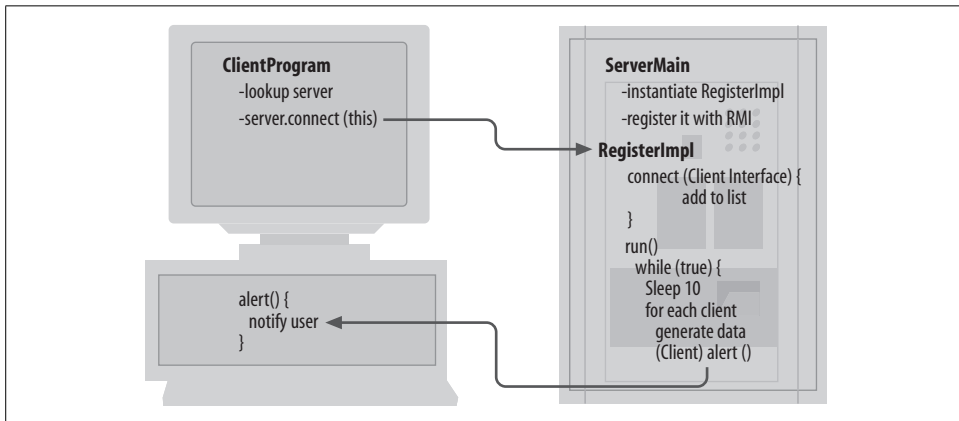 ClientProgram
-lookup server
-server.connect (this)
alert() {
notify user
}
ServerMain
-instantiate RegisterImpl
-register it with RMI
RegisterImpl
connect (Client Interface) {
add to list
}
run()
while (true) {
Sleep 10
for each client
generate data
(Client) alert ()